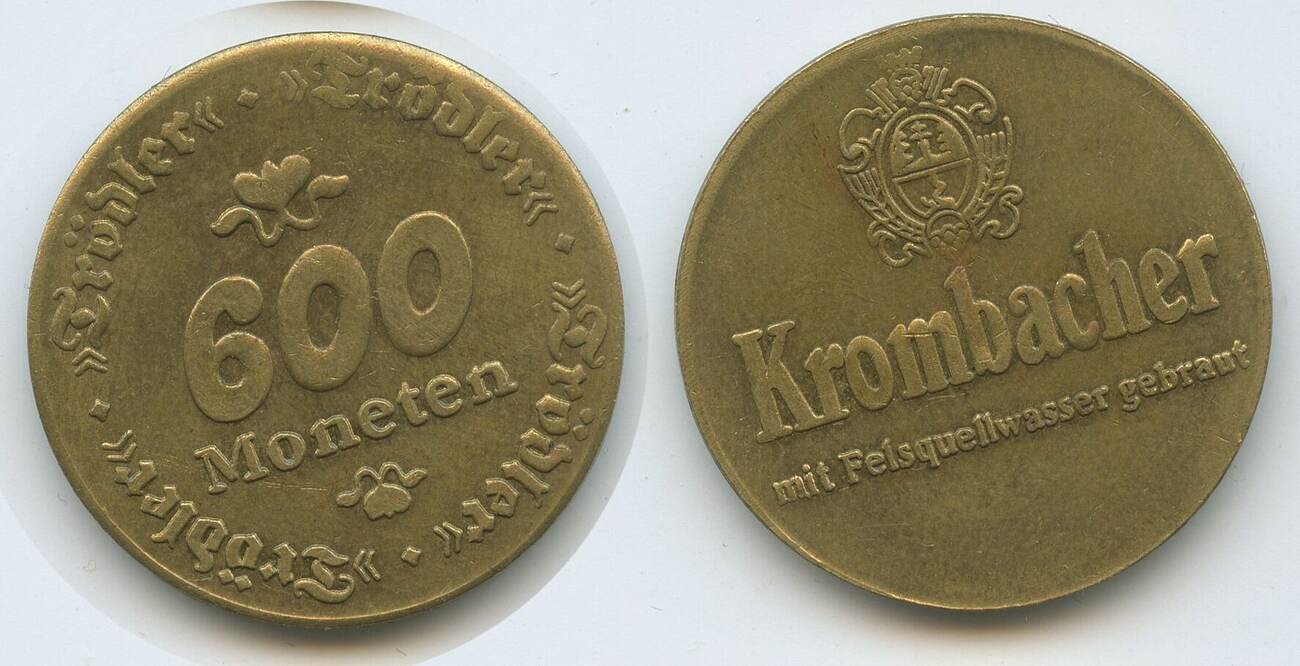 »Trödler« · »Trödler« · »Trödler« · »Trödler« ·
600
Moneten
Krombacher
mit Felsquellwasser gebraut